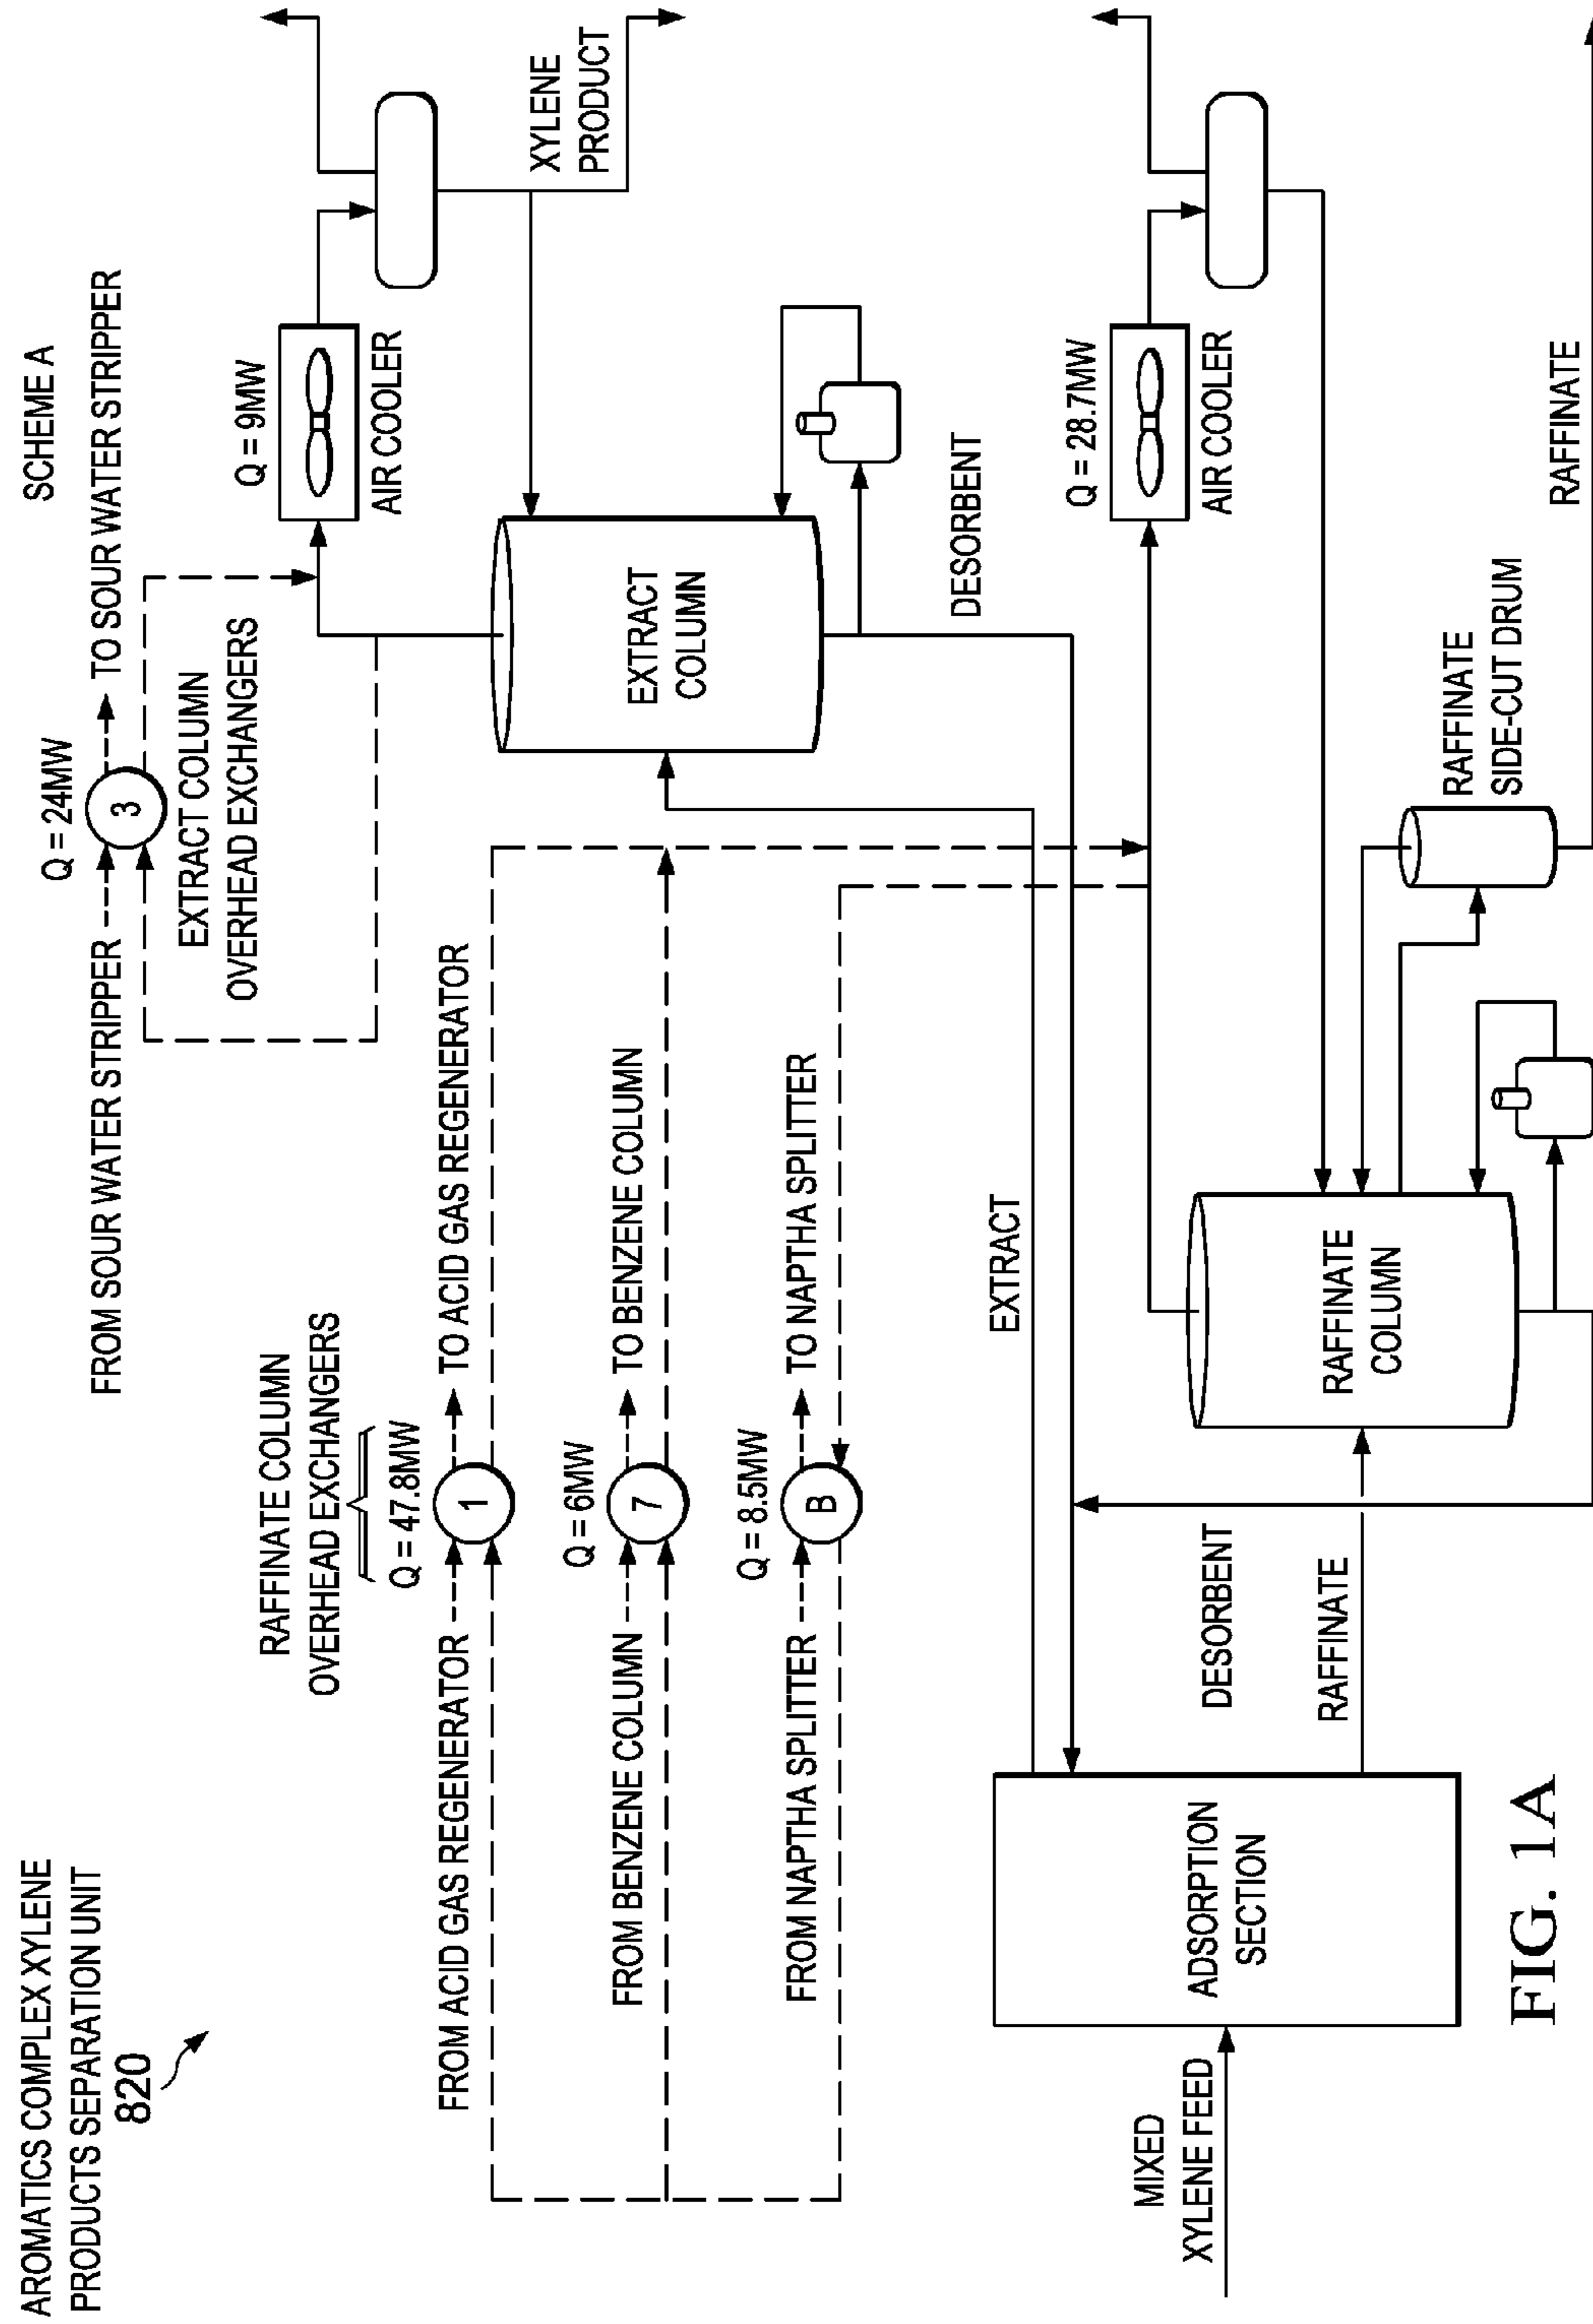 AROMATICS COMPLEX XYLENE
PRODUCTS SEPARATION UNIT
820
SCHEME A
Q = 24MW
FROM SOUR WATER STRIPPER
3
TO SOUR WATER STRIPPER
EXTRACT COLUMN
OVERHEAD EXCHANGERS
Q = 9MW
AIR COOLER
XYLENE
PRODUCT
RAFFINATE COLUMN
OVERHEAD EXCHANGERS
Q = 47.8MW
FROM ACID GAS REGENERATOR
1
TO ACID GAS REGENERATOR
Q = 6MW
FROM BENZENE COLUMN
7
TO BENZENE COLUMN
Q = 8.5MW
FROM NAPTHA SPLITTER
B
TO NAPTHA SPLITTER
EXTRACT
COLUMN
DESORBENT
EXTRACT
Q = 28.7MW
AIR COOLER
MIXED
XYLENE FEED
ADSORPTION
SECTION
DESORBENT
RAFFINATE
RAFFINATE
COLUMN
RAFFINATE
SIDE-CUT DRUM
RAFFINATE
FIG. 1A